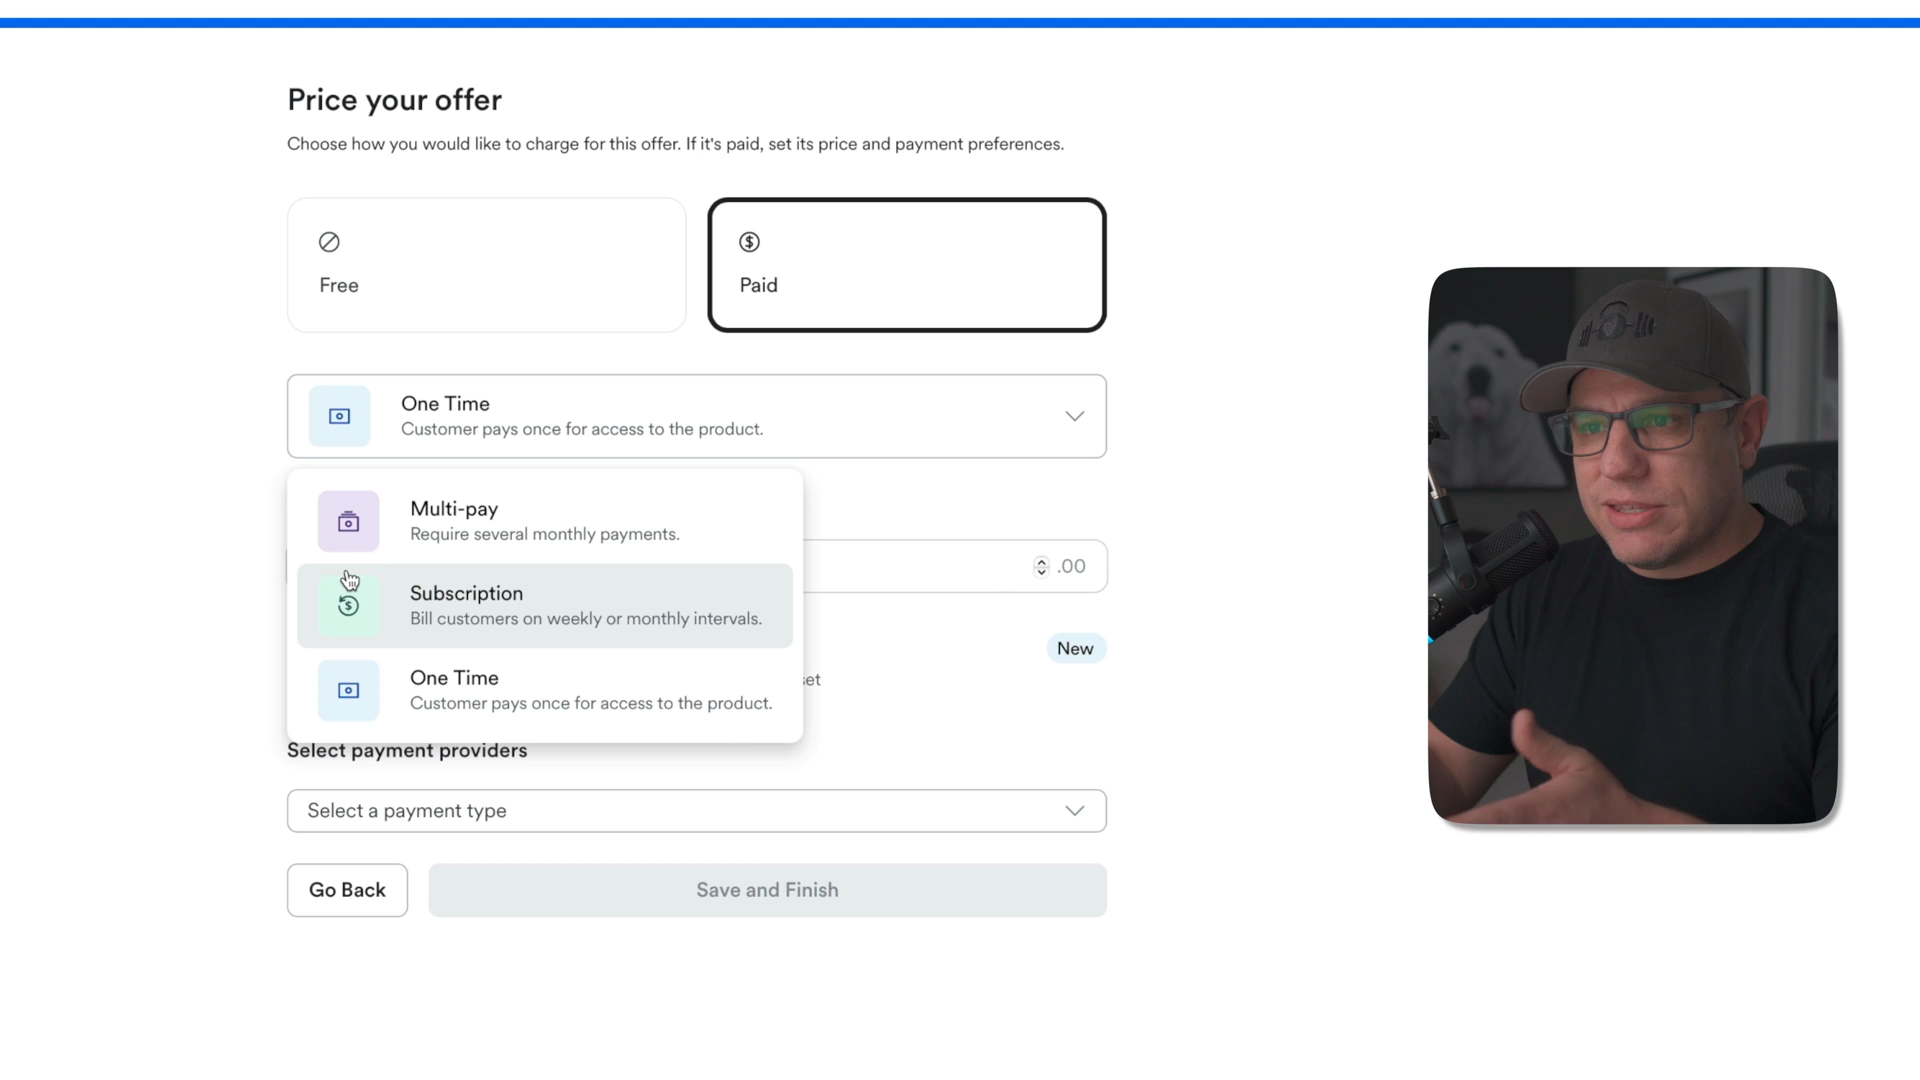 Price your offer
Choose how you would like to charge for this offer. If it's paid, set its price and payment preferences.
Free
Paid
One Time
Customer pays once for access to the product.
Multi-pay
Require several monthly payments.
.00
Subscription
Bill customers on weekly or monthly intervals.
New
One Time
Customer pays once for access to the product.
Select payment providers
Select a payment type
Go Back
Save and Finish